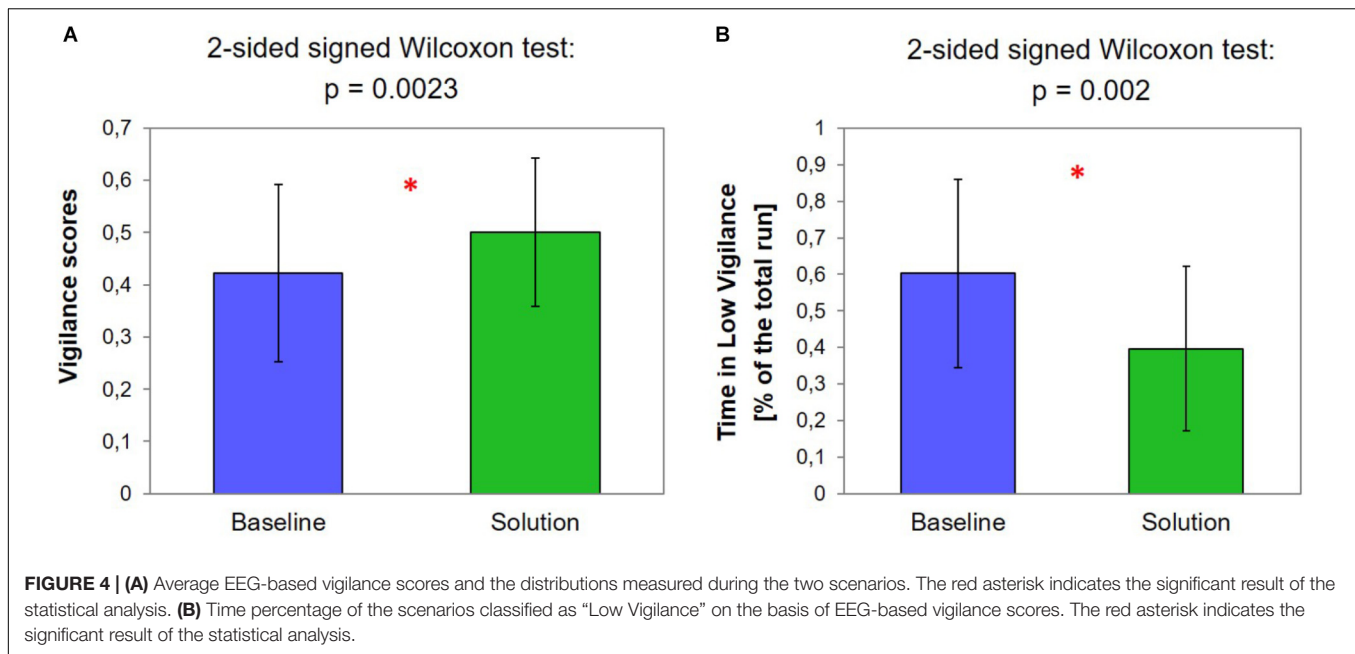 A
2-sided signed Wilcoxon test:
p = 0.0023
Vigilance scores
0,7
0,6
0,5
0,4
0,3
0,2
0,1
0
*
Baseline Solution
B
2-sided signed Wilcoxon test:
p = 0.002
Time in Low Vigilance
[% of the total run]
1
0,9
0,8
0,7
0,6
0,5
0,4
0,3
0,2
0,1
0
*
Baseline Solution
FIGURE 4 | (A) Average EEG-based vigilance scores and the distributions measured during the two scenarios. The red asterisk indicates the significant result of the
statistical analysis. (B) Time percentage of the scenarios classified as “Low Vigilance” on the basis of EEG-based vigilance scores. The red asterisk indicates the
significant result of the statistical analysis.